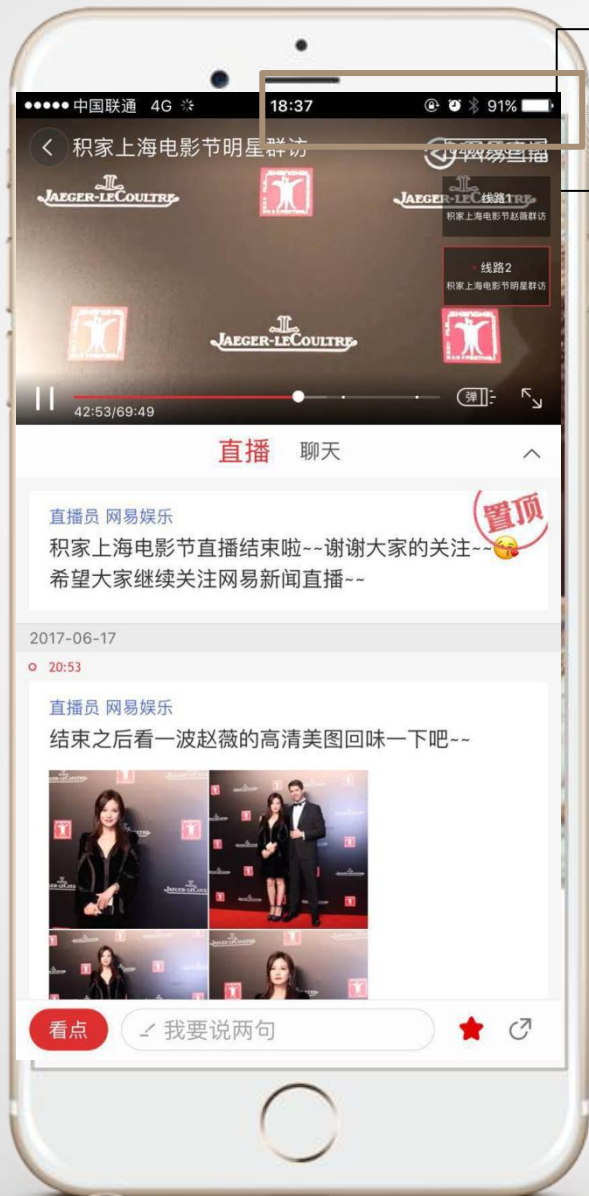 中国联通 4G 18:37 91%
积家上海电影节明星群访
网易直播
JAEGER-LECOULTRE
JAEGER-LECOULTRE
线路1
积家上海电影节赵薇群访
线路2
积家上海电影节明星群访
JAEGER-LECOULTRE
弹
42:53/69:49
直播 聊天
置顶
直播员 网易娱乐
积家上海电影节直播结束啦~~谢谢大家的关注~~😘
希望大家继续关注网易新闻直播~~
2017-06-17
20:53
直播员 网易娱乐
结束之后看一波赵薇的高清美图回味一下吧~~
看点 我要说两句